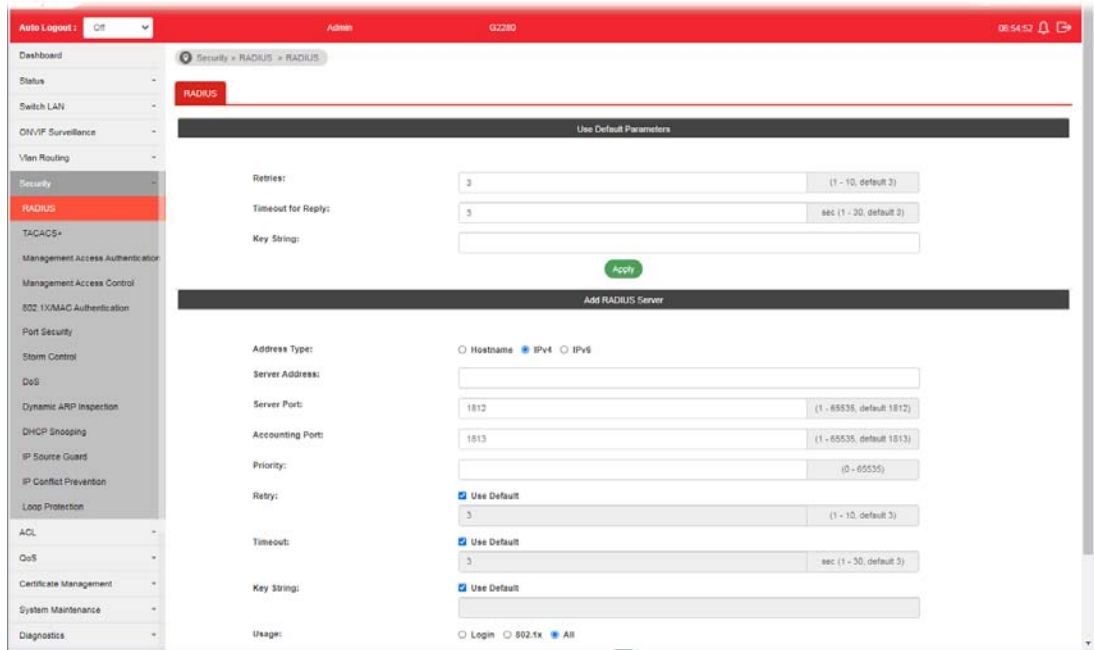 Auto Logout : Off Admin G2280 06:54:52
Dashboard
Status
Switch LAN
ONVIF Surveillance
Vlan Routing
Security
RADIUS
TACACS+
Management Access Authentication
Management Access Control
802.1X/MAC Authentication
Port Security
Storm Control
DoS
Dynamic ARP Inspection
DHCP Snooping
IP Source Guard
IP Conflict Prevention
Loop Protection
ACL
QoS
Certificate Management
System Maintenance
Diagnostics
Security » RADIUS » RADIUS
RADIUS
Use Default Parameters
Retries: 3 (1 - 10, default 3)
Timeout for Reply: 3 sec (1 - 30, default 3)
Key String:
Apply
Add RADIUS Server
Address Type: Hostname IPv4 IPv6
Server Address:
Server Port: 1812 (1 - 65535, default 1812)
Accounting Port: 1813 (1 - 65535, default 1813)
Priority: (0 - 65535)
Retry: Use Default
3 (1 - 10, default 3)
Timeout: Use Default
3 sec (1 - 30, default 3)
Key String: Use Default
Usage: Login 802.1x All